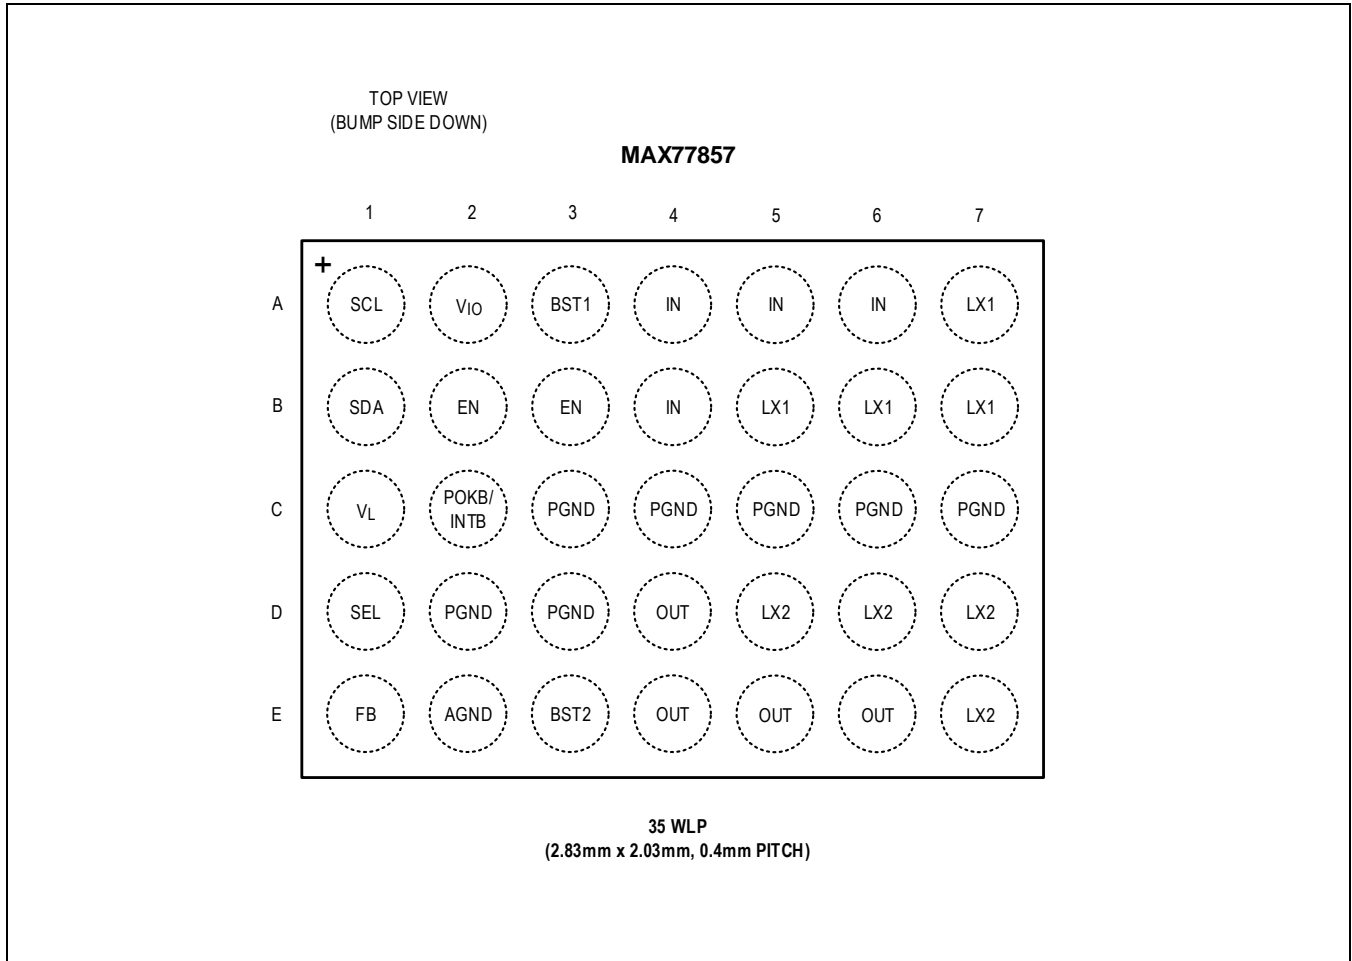 TOP VIEW
(BUMP SIDE DOWN)
MAX77857
1 2 3 4 5 6 7
+
A SCL VIO BST1 IN IN IN LX1
B SDA EN EN IN LX1 LX1 LX1
C VL POKB/ PGND PGND PGND PGND PGND
INTB
D SEL PGND PGND OUT LX2 LX2 LX2
E FB AGND BST2 OUT OUT OUT LX2
35 WLP
(2.83mm x 2.03mm, 0.4mm PITCH)